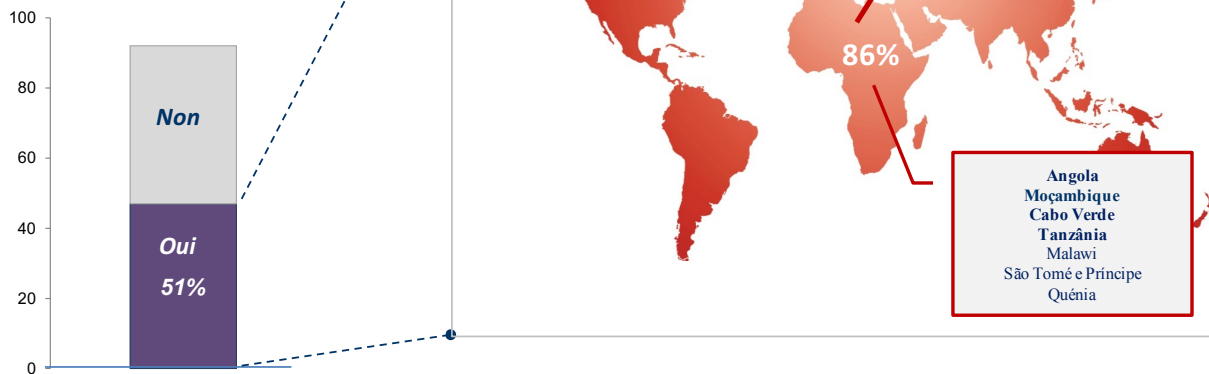 100
80
60
40
20
0
Non
Oui
51%
86%
Angola
Moçambique
Cabo Verde
Tanzânia
Malawi
São Tomé e Príncipe
Quénia